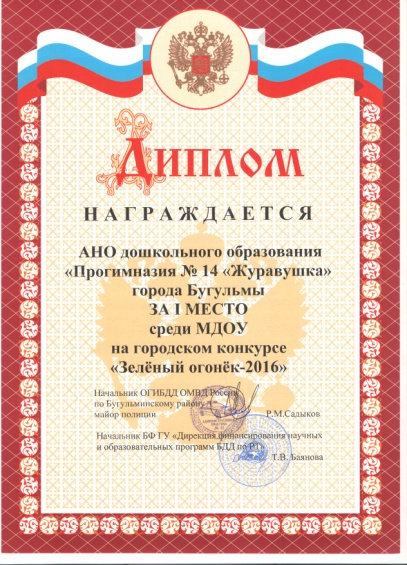 Диплом
НАГРАЖДАЕТСЯ
АНО дошкольного образования
«Прогимназия № 14 «Журавушка»
города Бугульмы
ЗА I МЕСТО
среди МДОУ
на городском конкурсе
«Зелёный огонёк-2016»
Начальник ОГИБДД ОМВД России
по Бугульминскому району
майор полиции Р.М.Садыков
Начальник БФ ГУ «Дирекция финансирования научных
и образовательных программ БДД по РТ»
Т.В. Баянова